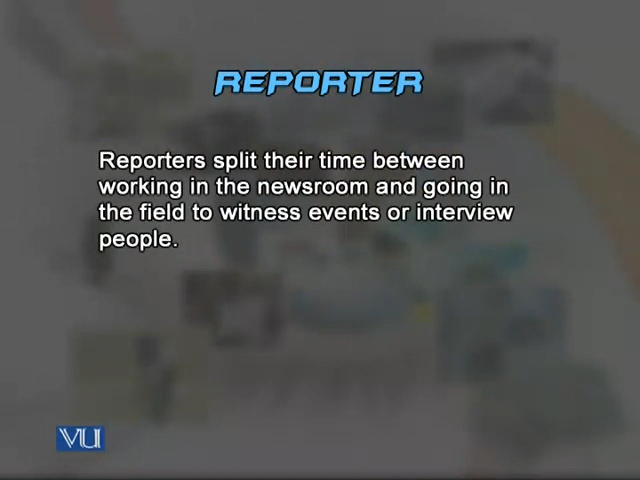 REPORTER
Reporters split their time between
working in the newsroom and going in
the field to witness events or interview
people.
VU